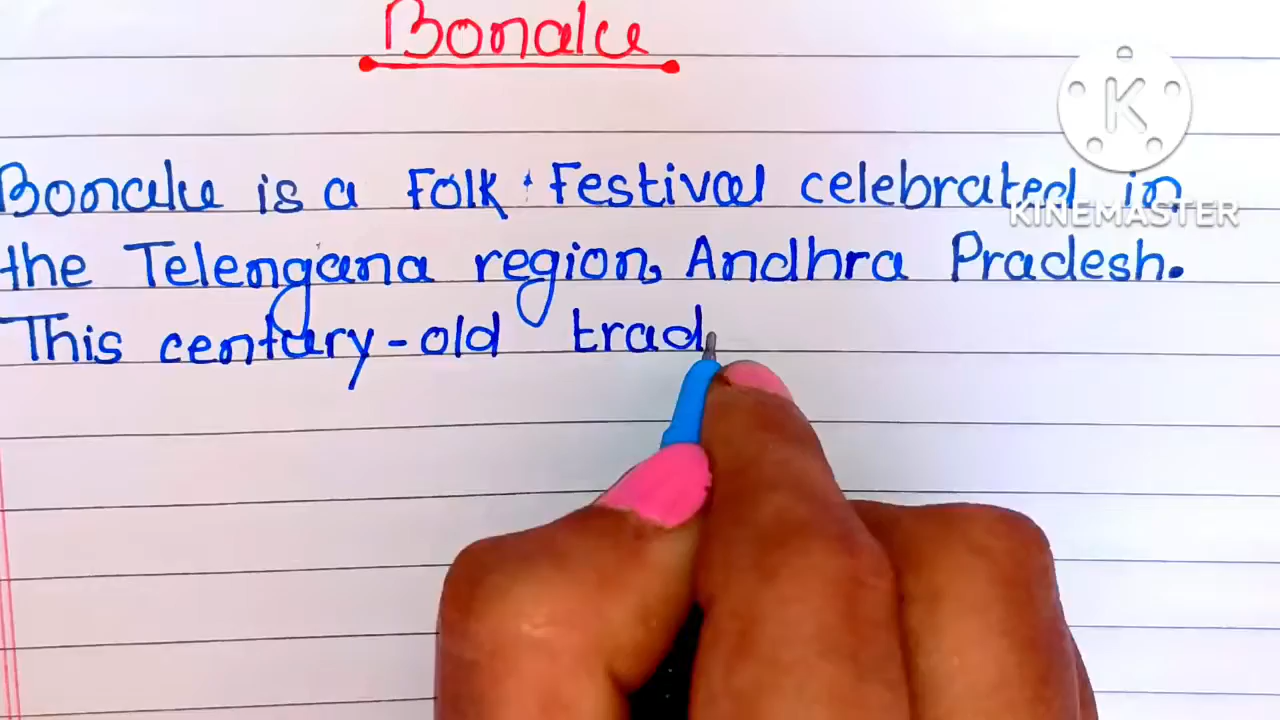 Bonalu
Bonalu is a Folk Festival celebrated in
the Telengana region, Andhra Pradesh.
This century-old trad
K
KINEMASTER